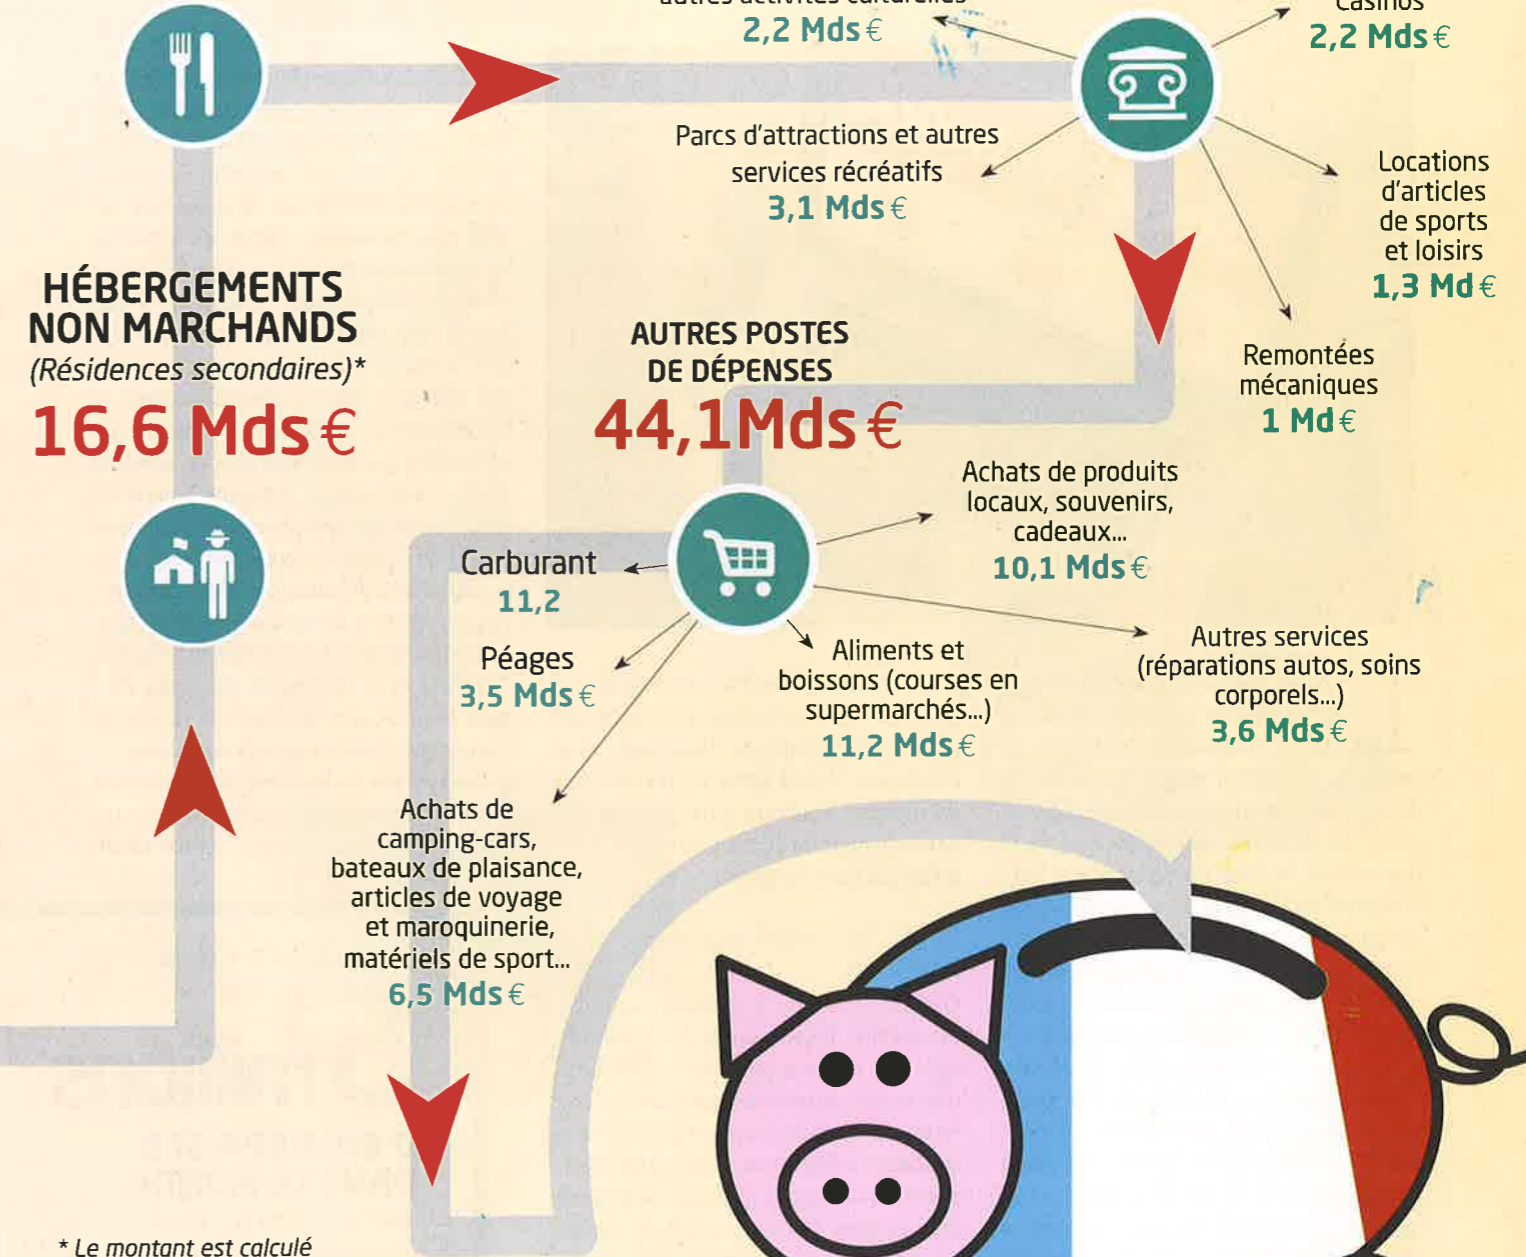 autres activités culturelles
2,2 Mds €
Casinos
2,2 Mds €
Parcs d'attractions et autres
services récréatifs
3,1 Mds €
Locations
d'articles
de sports
et loisirs
1,3 Md €
Remontées
mécaniques
1 Md €
HÉBERGEMENTS
NON MARCHANDS
(Résidences secondaires)*
16,6 Mds €
AUTRES POSTES
DE DÉPENSES
44,1Mds €
Achats de produits
locaux, souvenirs,
cadeaux...
10,1 Mds €
Carburant
11,2
Péages
3,5 Mds €
Aliments et
boissons (courses en
supermarchés...)
11,2 Mds €
Autres services
(réparations autos, soins
corporels...)
3,6 Mds €
Achats de
camping-cars,
bateaux de plaisance,
articles de voyage
et maroquinerie,
matériels de sport...
6,5 Mds €
* Le montant est calculé